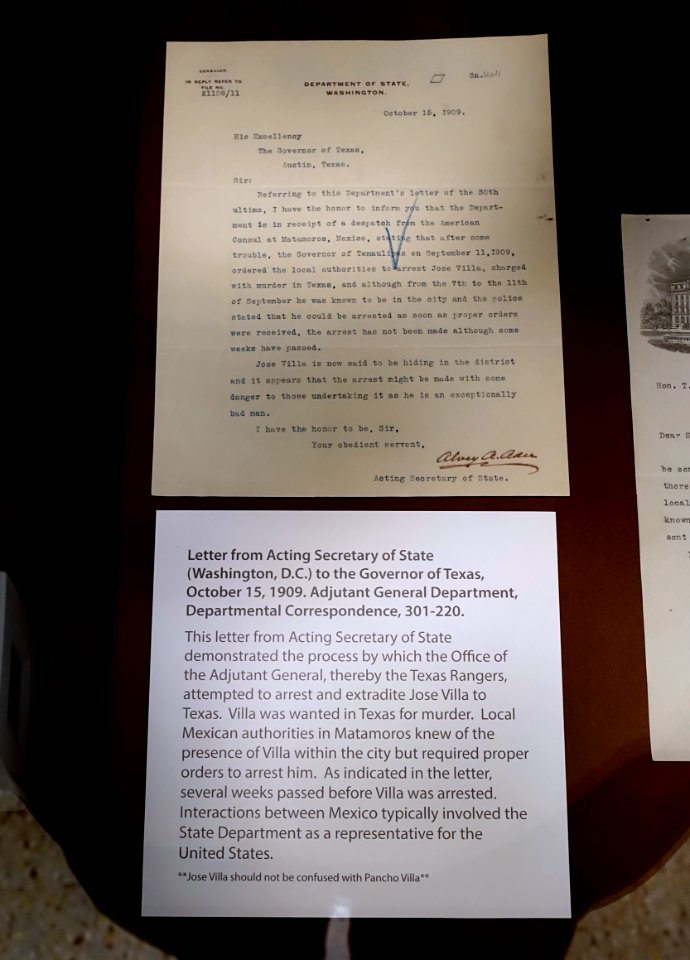 CONSULAR.
IN REPLY REFER TO
FILE NO.
21108/11
DEPARTMENT OF STATE,
WASHINGTON.
October 15, 1909.
His Excellency
The Governor of Texas,
Austin, Texas.
Sir:
Referring to this Department's letter of the 30th
ultimo, I have the honor to inform you that the Depart-
ment is in receipt of a despatch from the American
Consul at Matamoros, Mexico, stating that after some
trouble, the Governor of Tamaulipas on September 11,1909,
ordered the local authorities to arrest Jose Villa, charged
with murder in Texas, and although from the 7th to the 11th
of September he was known to be in the city and the police
stated that he could be arrested as soon as proper orders
were received, the arrest has not been made although some
weeks have passed.
Jose Villa is now said to be hiding in the district
and it appears that the arrest might be made with some
danger to those undertaking it as he is an exceptionally
bad man.
I have the honor to be, Sir,
Your obedient servant,
Alvey A. Adee
Acting Secretary of State.
Letter from Acting Secretary of State
(Washington, D.C.) to the Governor of Texas,
October 15, 1909. Adjutant General Department,
Departmental Correspondence, 301-220.
This letter from Acting Secretary of State
demonstrated the process by which the Office of
the Adjutant General, thereby the Texas Rangers,
attempted to arrest and extradite Jose Villa to
Texas. Villa was wanted in Texas for murder. Local
Mexican authorities in Matamoros knew of the
presence of Villa within the city but required proper
orders to arrest him. As indicated in the letter,
several weeks passed before Villa was arrested.
Interactions between Mexico typically involved the
State Department as a representative for the
United States.
**Jose Villa should not be confused with Pancho Villa**
Hon. T.
Dear S
be se
there
local
known
sent